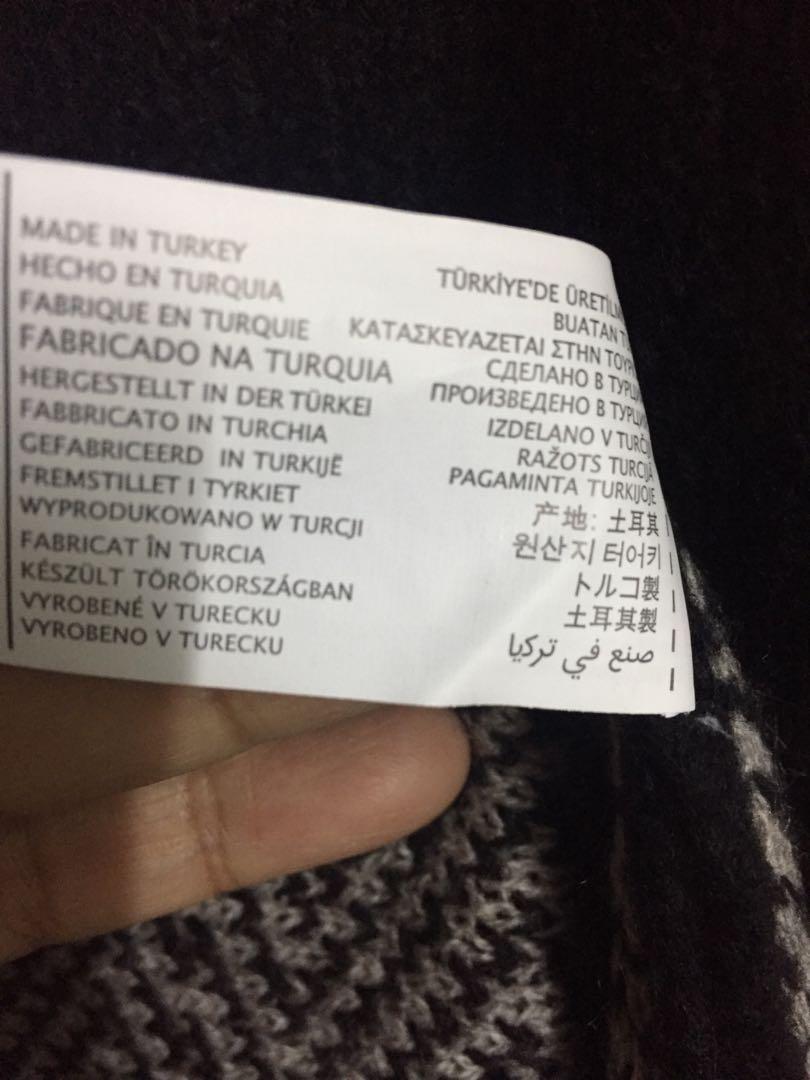 MADE IN TURKEY
HECHO EN TURQUIA
FABRIQUE EN TURQUIE
FABRICADO NA TURQUIA
HERGESTELLT IN DER TÜRKEI
FABBRICATO IN TURCHIA
GEFABRICEERD IN TURKIJË
FREMSTILLET I TYRKIET
WYPRODUKOWANO W TURCJI
FABRICAT ÎN TURCIA
KÉSZÜLT TÖRÖKORSZÁGBAN
VYROBENÉ V TURECKU
VYROBENO V TURECKU
TÜRKİYE'DE
BUATAN
ΚΑΤΑΣΚΕΥΑΖΕΤΑΙ ΣΤΗΝ
СДЕЛАНО В
ПРОИЗВЕДЕНО В
IZDELANO V
RAŽOTS TURCIJĀ
PAGAMINTA TURKIJOJE
产地: 土耳其
원산지 터어키
トルコ製
土耳其製
صنع في تركيا